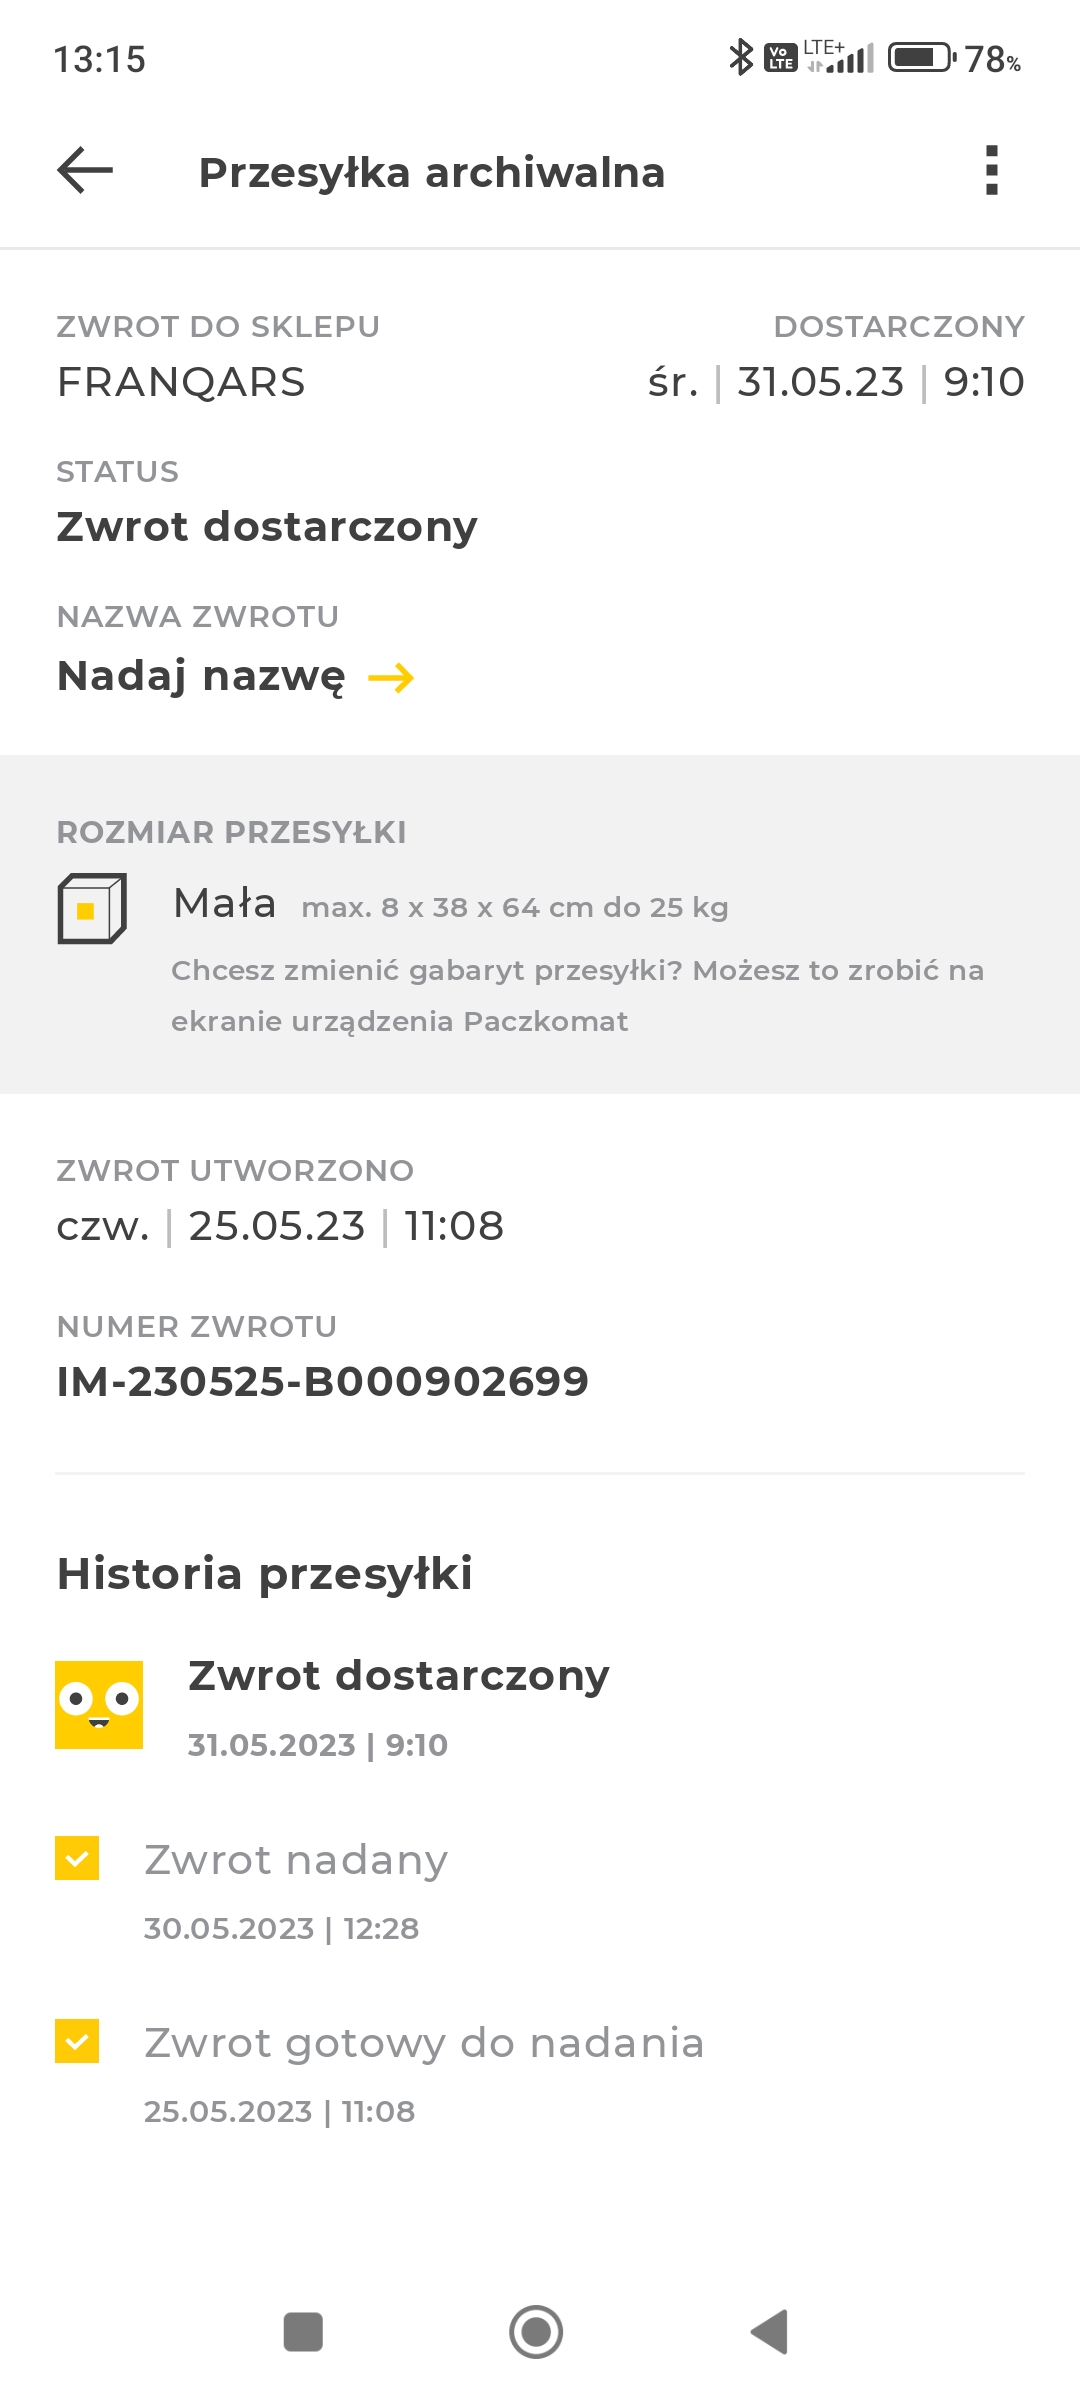 13:15
Vo LTE LTE+ 78%
Przesyłka archiwalna
ZWROT DO SKLEPU DOSTARCZONY
FRANQARS śr. | 31.05.23 | 9:10
STATUS
Zwrot dostarczony
NAZWA ZWROTU
Nadaj nazwę
ROZMIAR PRZESYŁKI
Mała max. 8 x 38 x 64 cm do 25 kg
Chcesz zmienić gabaryt przesyłki? Możesz to zrobić na
ekranie urządzenia Paczkomat
ZWROT UTWORZONO
czw. | 25.05.23 | 11:08
NUMER ZWROTU
IM-230525-B000902699
Historia przesyłki
Zwrot dostarczony
31.05.2023 | 9:10
Zwrot nadany
30.05.2023 | 12:28
Zwrot gotowy do nadania
25.05.2023 | 11:08